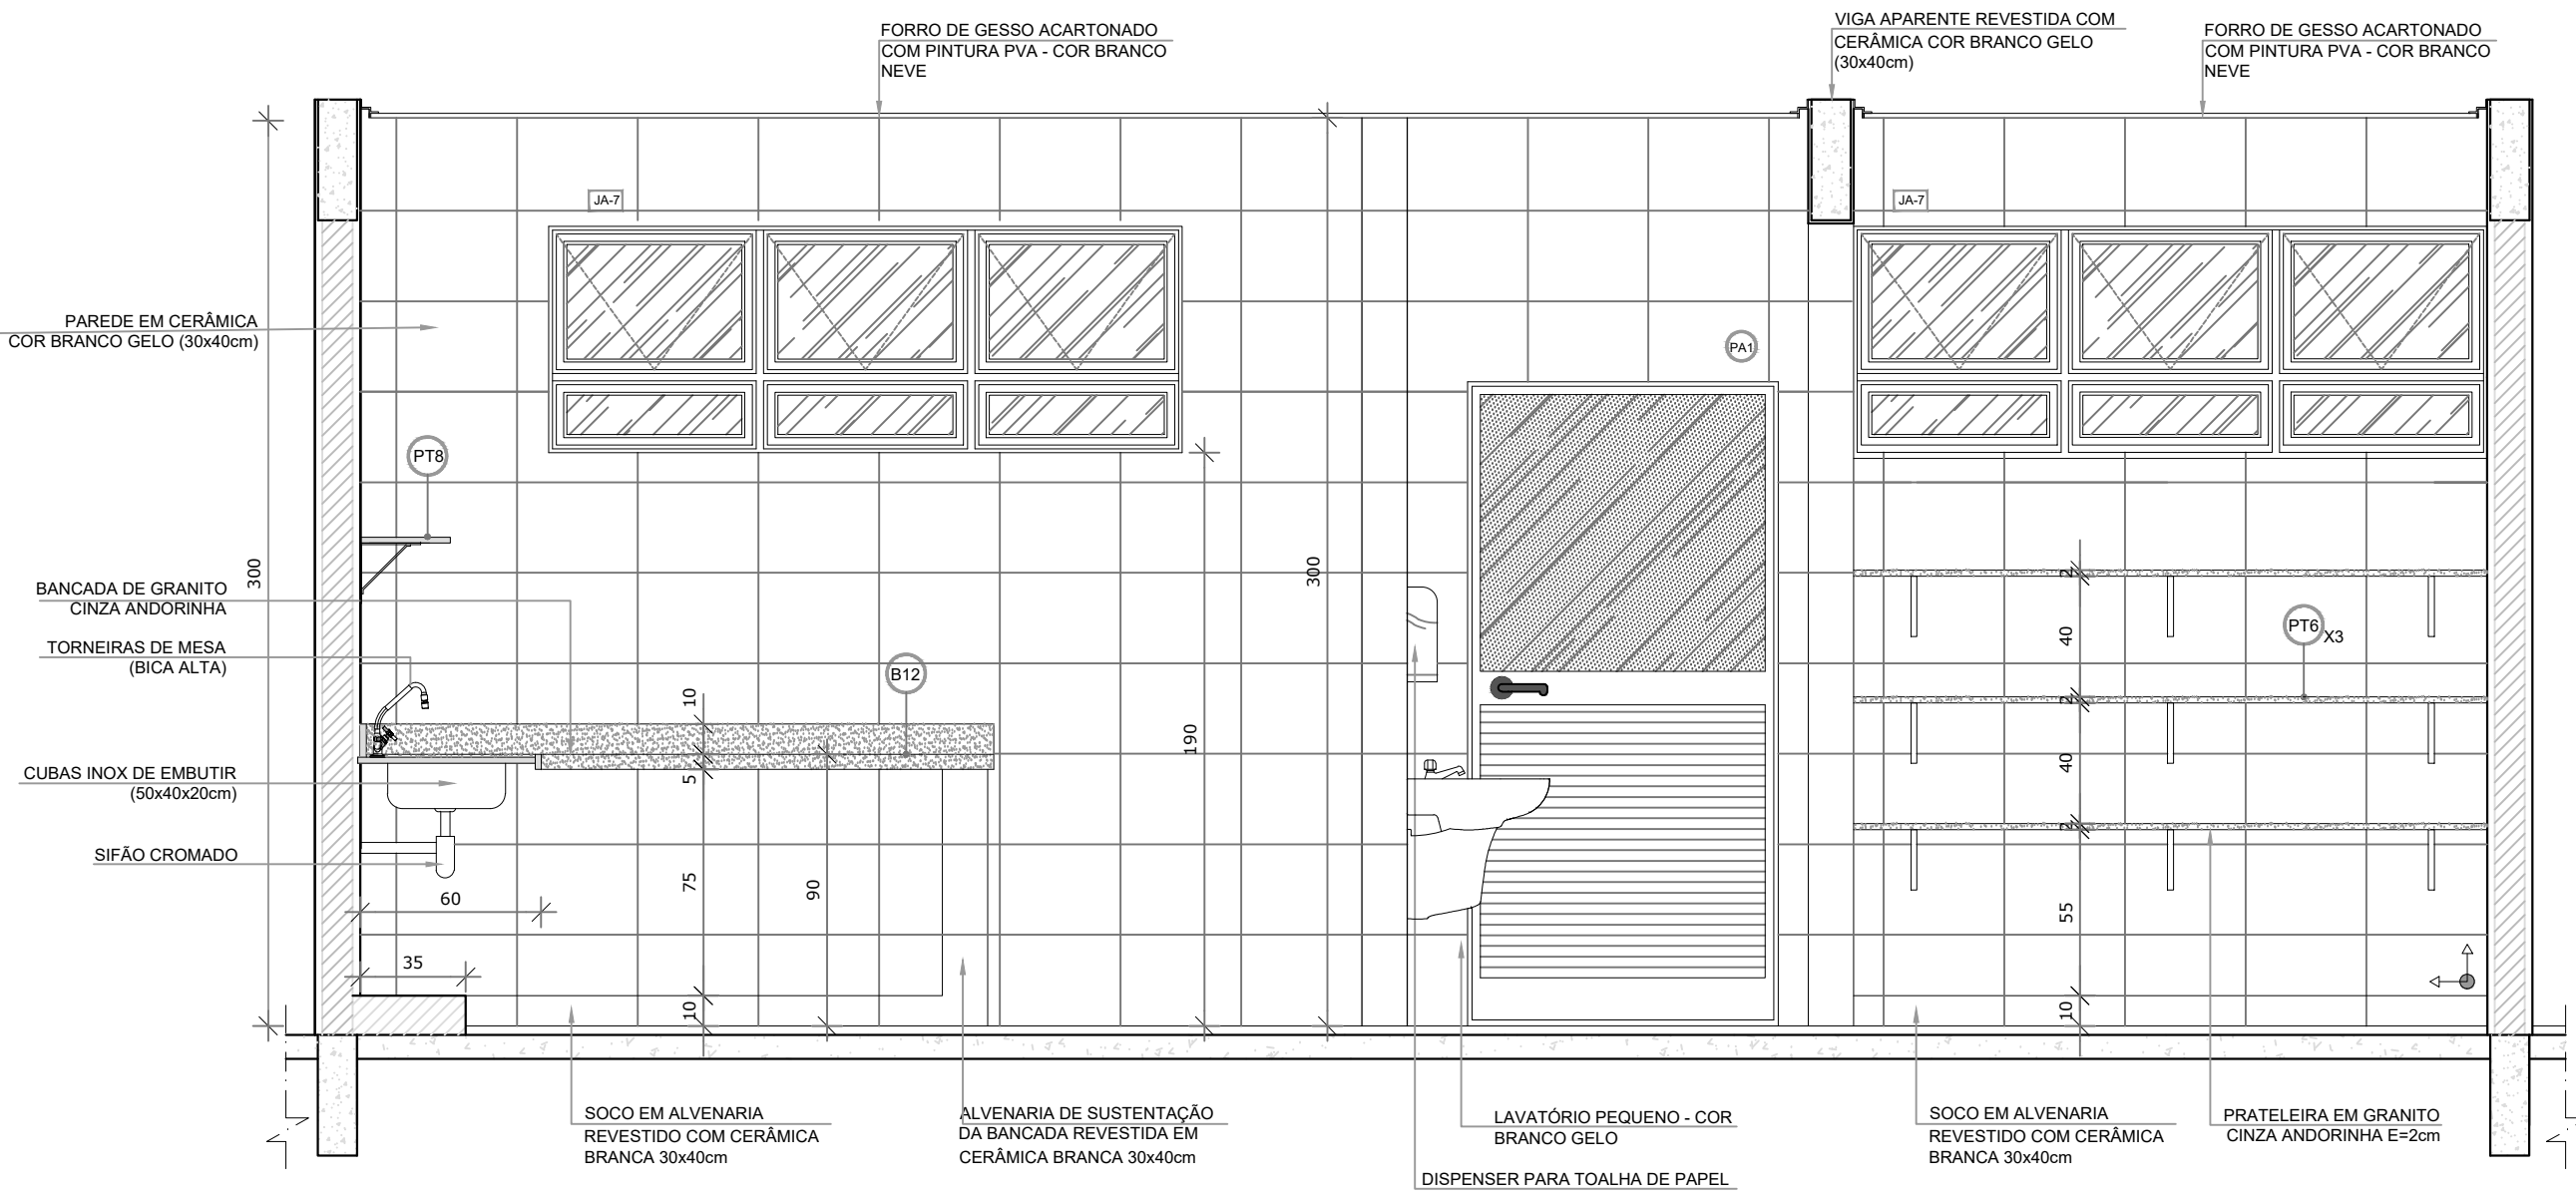 FORRO DE GESSO ACARTONADO
COM PINTURA PVA - COR BRANCO
NEVE
VIGA APARENTE REVESTIDA COM
CERÂMICA COR BRANCO GELO
(30x40cm)
FORRO DE GESSO ACARTONADO
COM PINTURA PVA - COR BRANCO
NEVE
JA-7
JA-7
PAREDE EM CERÂMICA
COR BRANCO GELO (30x40cm)
PA1
PT8
300
300
BANCADA DE GRANITO
CINZA ANDORINHA
TORNEIRAS DE MESA
(BICA ALTA)
B12
PT6
X3
2
40
2
40
2
55
10
10
5
75
10
90
190
CUBAS INOX DE EMBUTIR
(50x40x20cm)
SIFÃO CROMADO
60
35
SOCO EM ALVENARIA
REVESTIDO COM CERÂMICA
BRANCA 30x40cm
ALVENARIA DE SUSTENTAÇÃO
DA BANCADA REVESTIDA EM
CERÂMICA BRANCA 30x40cm
LAVATÓRIO PEQUENO - COR
BRANCO GELO
DISPENSER PARA TOALHA DE PAPEL
SOCO EM ALVENARIA
REVESTIDO COM CERÂMICA
BRANCA 30x40cm
PRATELEIRA EM GRANITO
CINZA ANDORINHA E=2cm